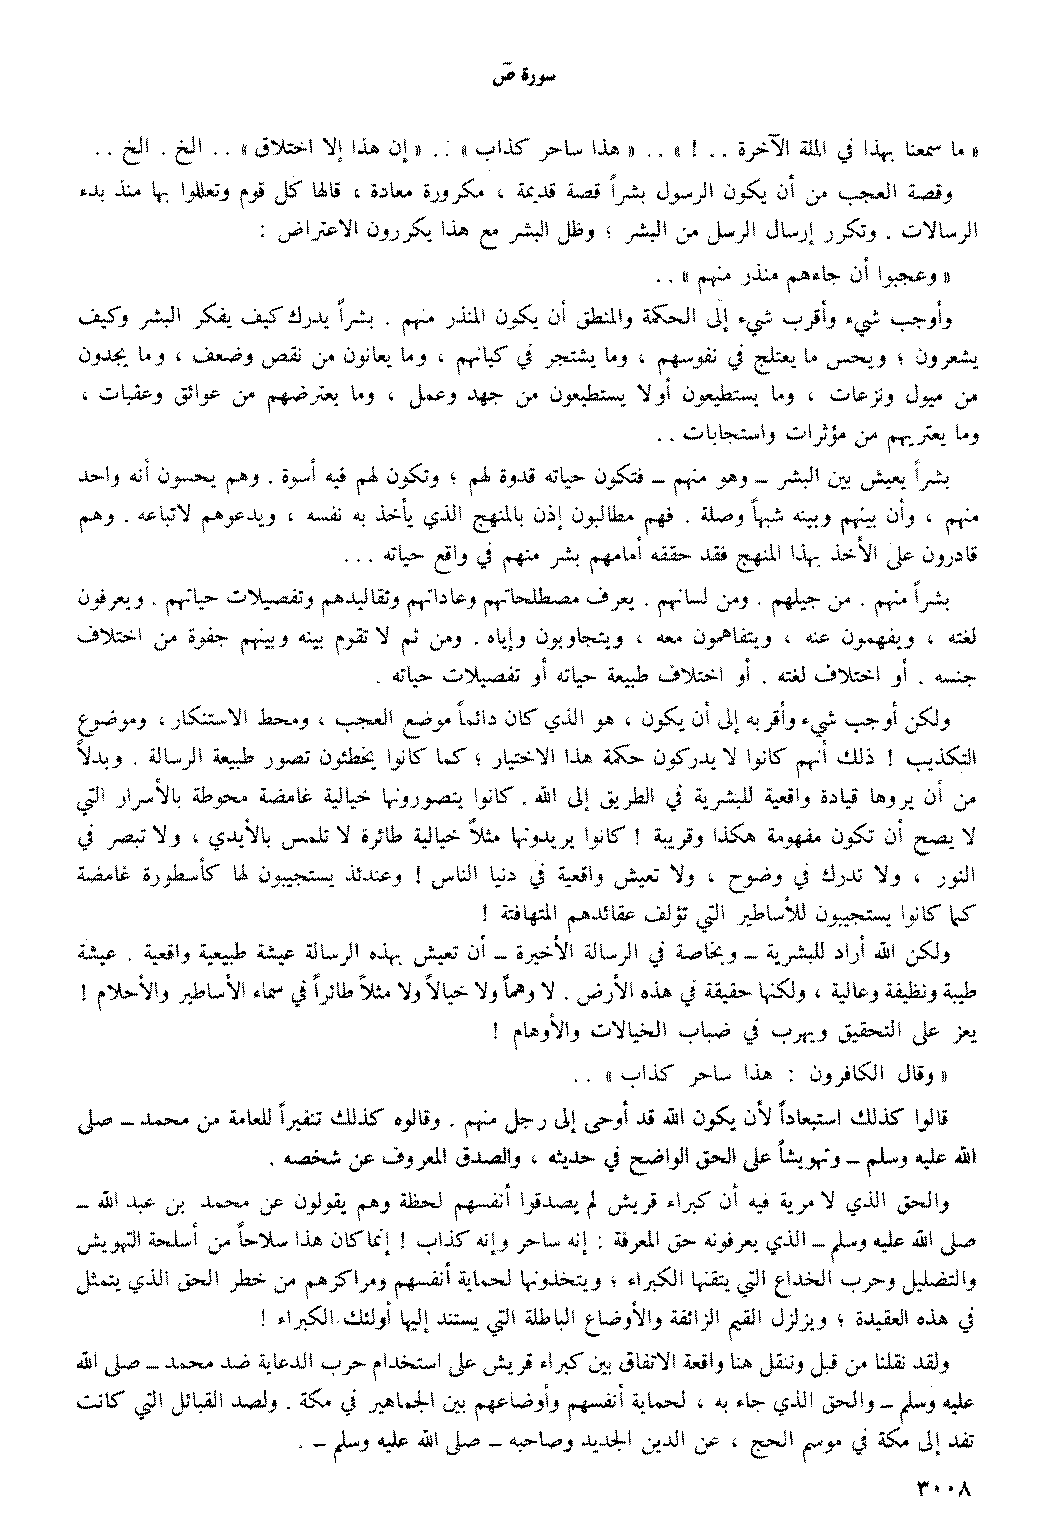 سورة صۤ
« ما سمعنا بهذا في الملة الآخرة . . ! » . . « هذا ساحر كذاب » . . « إن هذا إلا اختلاق » . . الخ . الخ . .
وقصة العجب من أن يكون الرسول بشراً قصة قديمة ، مكرورة معادة ، قالها كل قوم وتعللوا بها منذ بدء
الرسالات . وتكرر إرسال الرسل من البشر ؛ وظل البشر مع هذا يكررون الاعتراض :
« وعجبوا أن جاءهم منذر منهم » . .
وأوجب شيء وأقرب شيء إلى الحكمة والمنطق أن يكون المنذر منهم . بشراً يدرك كيف يفكر البشر وكيف
يشعرون ؛ ويحس ما يعتلج في نفوسهم ، وما يشتجر في كيانهم ، وما يعانون من نقص وضعف ، وما يجدون
من ميول ونزعات ، وما يستطيعون أولا يستطيعون من جهد وعمل ، وما يعترضهم من عوائق وعقبات ،
وما يعتريهم من مؤثرات واستجابات . .
بشراً يعيش بين البشر – وهو منهم – فتكون حياته قدوة لهم ؛ وتكون لهم فيه أسوة . وهم يحسون أنه واحد
منهم ، وأن بينهم وبينه شبهاً وصلة . فهم مطالبون إذن بالمنهج الذي يأخذ به نفسه ، ويدعوهم لاتباعه . وهم
قادرون على الأخذ بهذا المنهج فقد حققه أمامهم بشر منهم في واقع حياته . . .
بشراً منهم . من جيلهم . ومن لسانهم . يعرف مصطلحاتهم وعاداتهم وتقاليدهم وتفصيلات حياتهم . ويعرفون
لغته ، ويفهمون عنه ، ويتفاهمون معه ، ويتجاوبون وإياه . ومن ثم لا تقوم بينه وبينهم جفوة من اختلاف
جنسه . أو اختلاف لغته . أو اختلاف طبيعة حياته أو تفصيلات حياته .
ولكن أوجب شيء وأقربه إلى أن يكون ، هو الذي كان دائماً موضع العجب ، ومحط الاستنكار ، وموضوع
التكذيب ! ذلك أنهم كانوا لا يدركون حكمة هذا الاختيار ؛ كما كانوا يخطئون تصور طبيعة الرسالة . وبدلاً
من أن يروها قيادة واقعية للبشرية في الطريق إلى الله . كانوا يتصورونها خيالية غامضة محوطة بالأسرار التي
لا يصح أن تكون مفهومة هكذا وقريبة ! كانوا يريدونها مثلاً خيالية طائرة لا تلمس بالأيدي ، ولا تبصر في
النور ، ولا تدرك في وضوح ، ولا تعيش واقعية في دنيا الناس ! وعندئذ يستجيبون لها كأسطورة غامضة
كما كانوا يستجيبون للأساطير التي تؤلف عقائدهم المتهافتة !
ولكن الله أراد للبشرية – وبخاصة في الرسالة الأخيرة – أن تعيش بهذه الرسالة عيشة طبيعية واقعية . عيشة
طيبة ونظيفة وعالية ، ولكنها حقيقة في هذه الأرض . لا وهماً ولا خيالاً ولا مثلاً طائراً في سماء الأساطير والأحلام !
يعز على التحقيق ويهرب في ضباب الخيالات والأوهام !
« وقال الكافرون : هذا ساحر كذاب » . .
قالوا كذلك استبعاداً لأن يكون الله قد أوحى إلى رجل منهم . وقالوه كذلك تنفيراً للعامة من محمد – صلى
الله عليه وسلم – وتهويشاً على الحق الواضح في حديثه ، والصدق المعروف عن شخصه .
والحق الذي لا مرية فيه أن كبراء قريش لم يصدقوا أنفسهم لحظة وهم يقولون عن محمد بن عبد الله –
صلى الله عليه وسلم – الذي يعرفونه حق المعرفة : إنه ساحر وإنه كذاب ! إنما كان هذا سلاحاً من أسلحة التهويش
والتضليل وحرب الخداع التي يتقنها الكبراء ؛ ويتخذونها لحماية أنفسهم ومراكزهم من خطر الحق الذي يتمثل
في هذه العقيدة ؛ ويزلزل القيم الزائفة والأوضاع الباطلة التي يستند إليها أولئك الكبراء !
ولقد نقلنا من قبل وننقل هنا واقعة الاتفاق بين كبراء قريش على استخدام حرب الدعاية ضد محمد – صلى الله
عليه وسلم – والحق الذي جاء به ، لحماية أنفسهم وأوضاعهم بين الجماهير في مكة . ولصد القبائل التي كانت
تفد إلى مكة في موسم الحج ، عن الدين الجديد وصاحبه – صلى الله عليه وسلم – .
٣٠٠٨